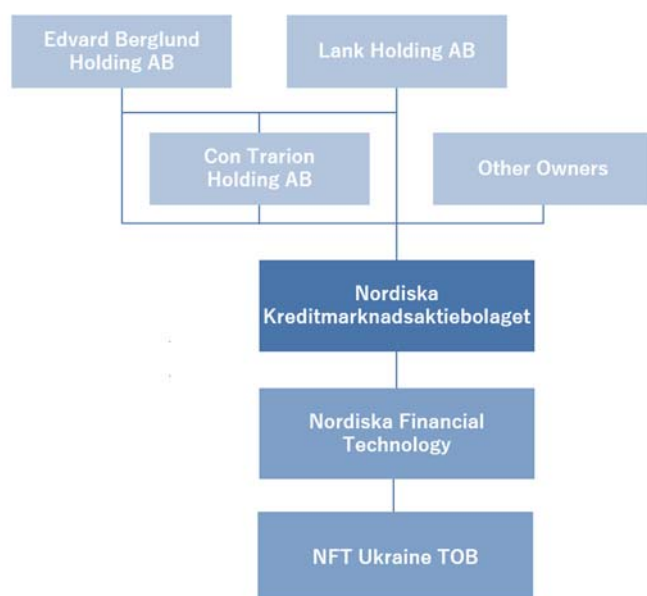 Edvard Berglund
Holding AB
Lank Holding AB
Con Trarion
Holding AB
Other Owners
Nordiska
Kreditmarknadsaktiebolaget
Nordiska Financial
Technology
NFT Ukraine TOB